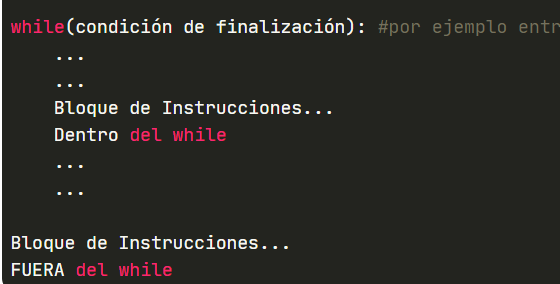 while(condición de finalización): #por ejemplo
...
...
Bloque de Instrucciones...
Dentro del while
...
...
Bloque de Instrucciones...
FUERA del while